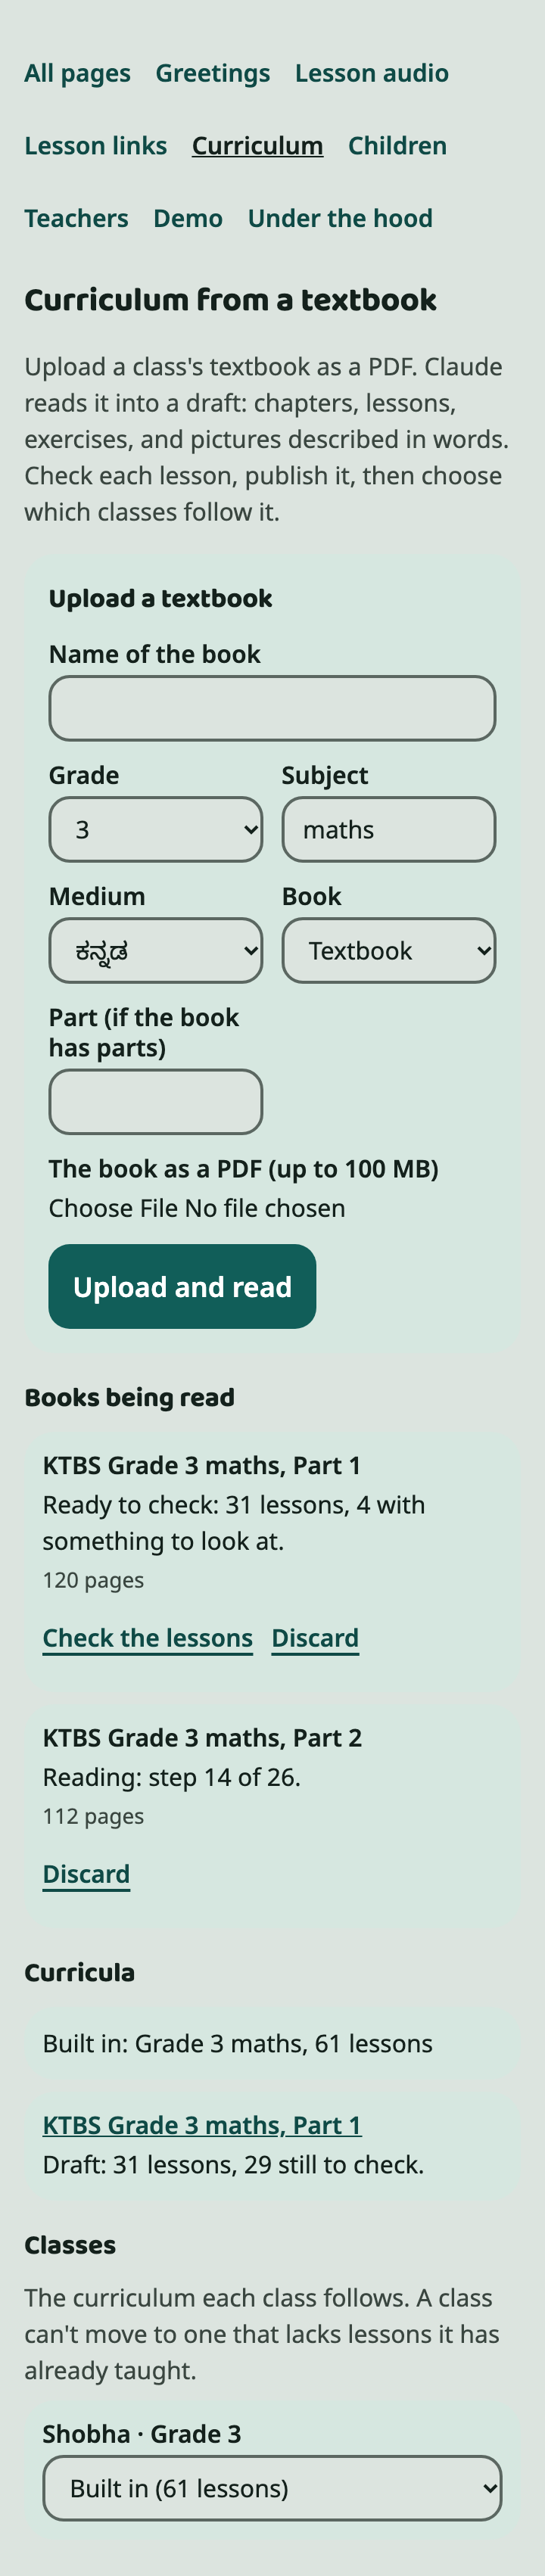 All pages Greetings Lesson audio
Lesson links Curriculum Children
Teachers Demo Under the hood
Curriculum from a textbook
Upload a class's textbook as a PDF. Claude
reads it into a draft: chapters, lessons,
exercises, and pictures described in words.
Check each lesson, publish it, then choose
which classes follow it.
Upload a textbook
Name of the book
Grade Subject
3 maths
Medium Book
ಕನ್ನಡ Textbook
Part (if the book
has parts)
The book as a PDF (up to 100 MB)
Choose File No file chosen
Upload and read
Books being read
KTBS Grade 3 maths, Part 1
Ready to check: 31 lessons, 4 with
something to look at.
120 pages
Check the lessons Discard
KTBS Grade 3 maths, Part 2
Reading: step 14 of 26.
112 pages
Discard
Curricula
Built in: Grade 3 maths, 61 lessons
KTBS Grade 3 maths, Part 1
Draft: 31 lessons, 29 still to check.
Classes
The curriculum each class follows. A class
can't move to one that lacks lessons it has
already taught.
Shobha · Grade 3
Built in (61 lessons)